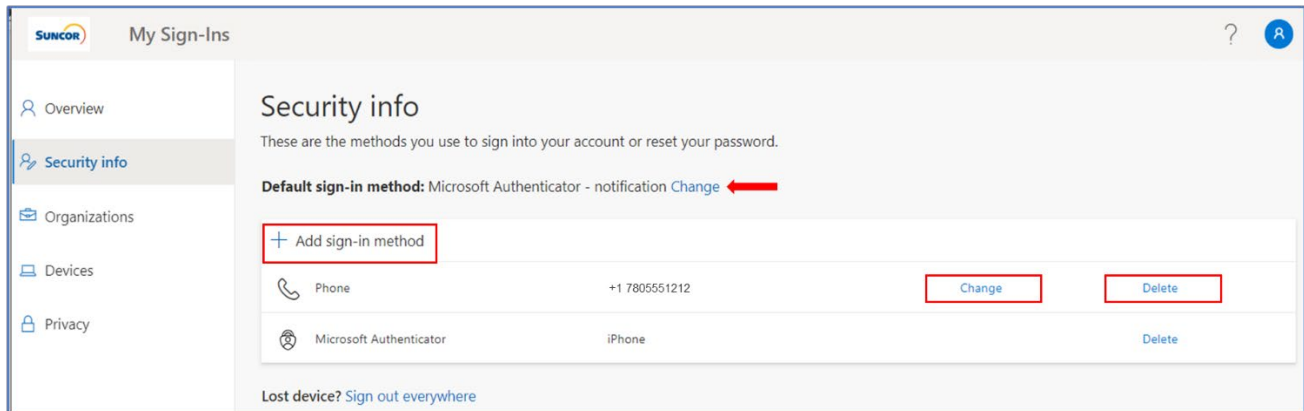 SUNCOR My Sign-Ins ? A
Overview
Security info
Organizations
Devices
Privacy
Security info
These are the methods you use to sign into your account or reset your password.
Default sign-in method: Microsoft Authenticator - notification Change
+ Add sign-in method
Phone +1 7805551212 Change Delete
Microsoft Authenticator iPhone Delete
Lost device? Sign out everywhere